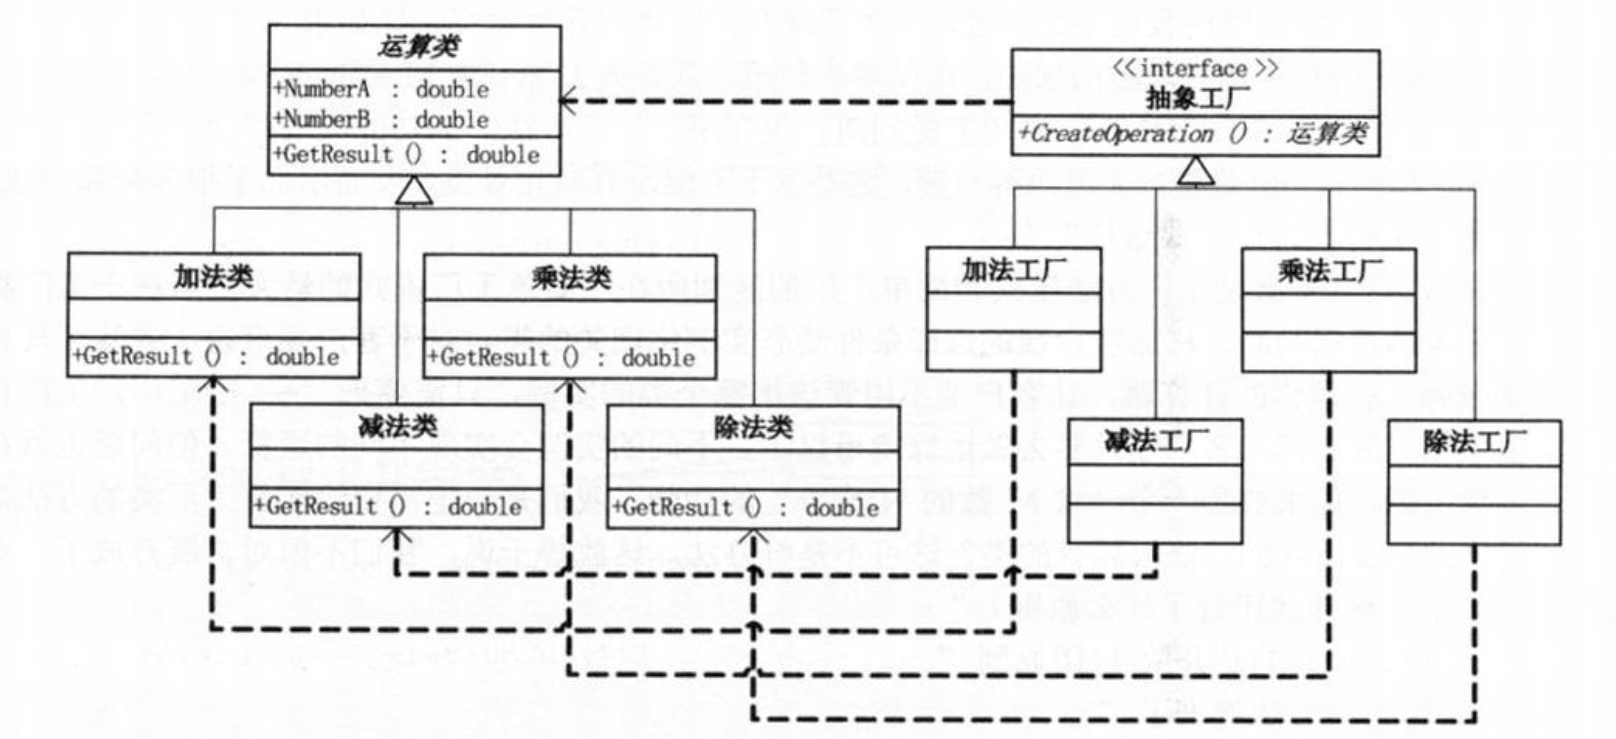 运算类
+NumberA : double
+NumberB : double
+GetResult () : double
<<interface>>
抽象工厂
+CreateOperation () : 运算类
加法类
+GetResult () : double
乘法类
+GetResult () : double
减法类
+GetResult () : double
除法类
+GetResult () : double
加法工厂
乘法工厂
减法工厂
除法工厂